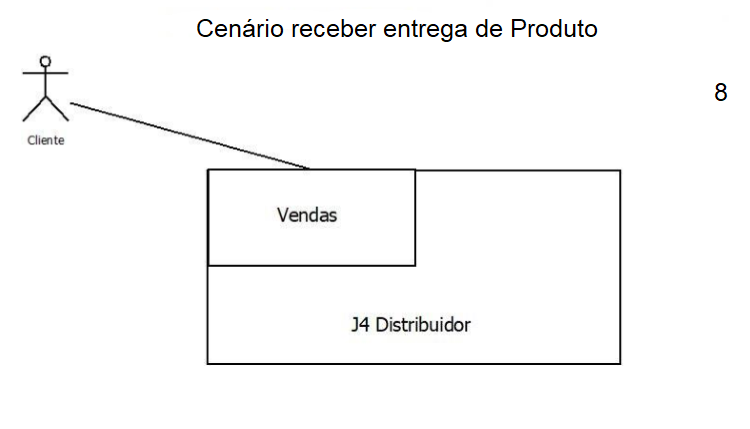 Cenário receber entrega de Produto
8
Cliente
Vendas
J4 Distribuidor